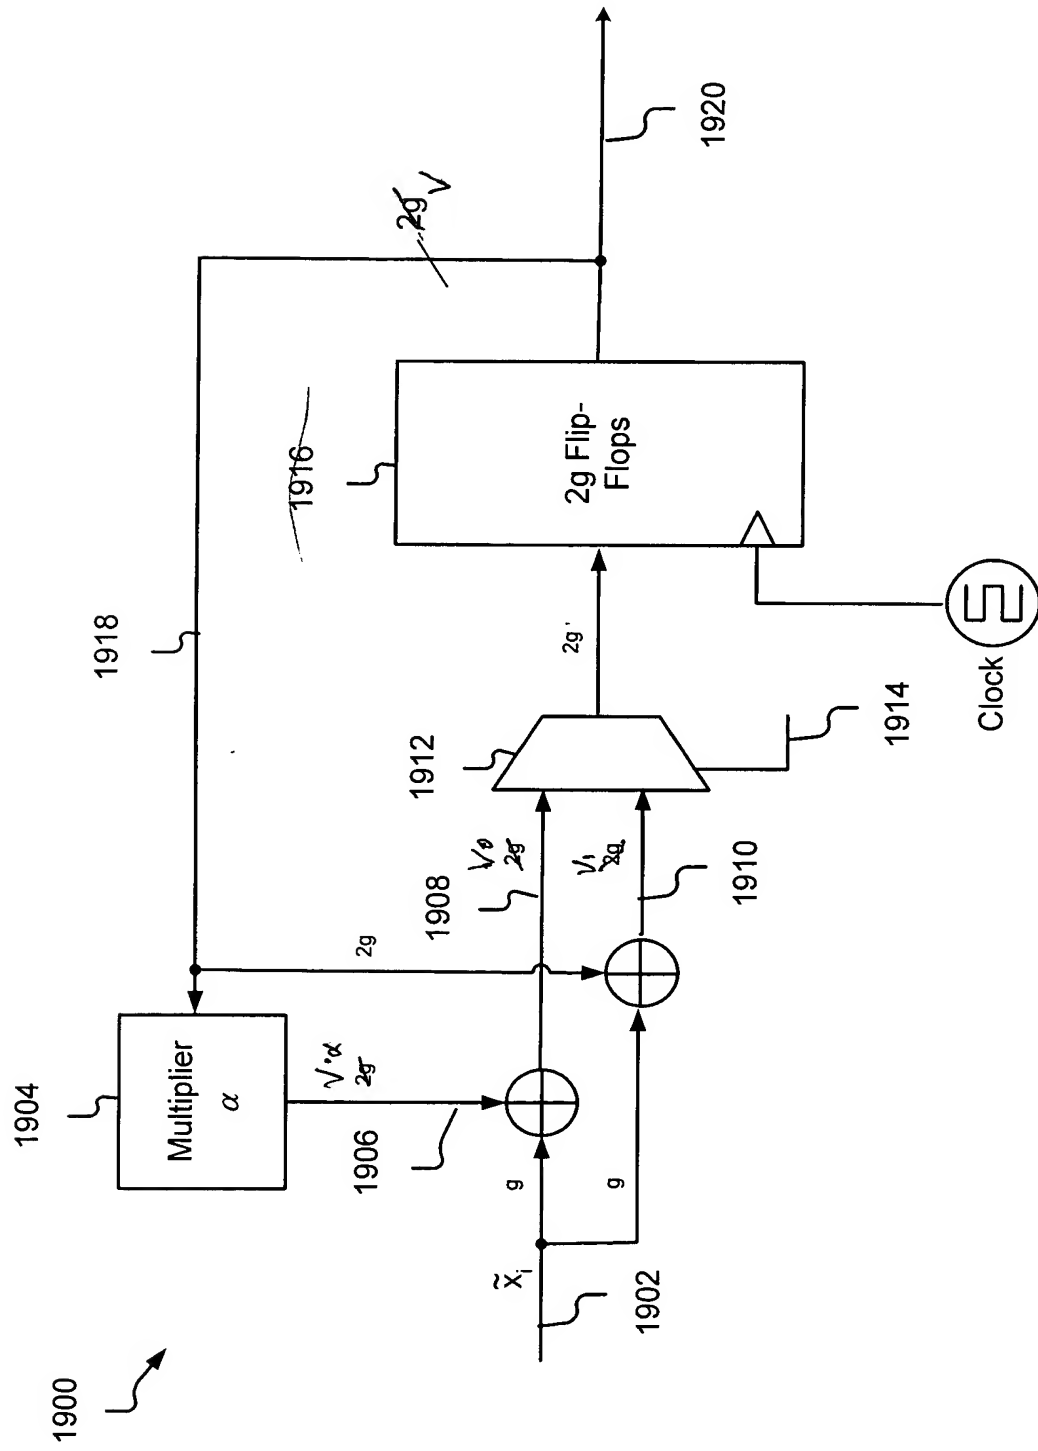 1900
1902
x̃i
g
g
1904
Multiplier
α
V·α
2g
1906
2g
1908
V0
2g
V1
2g
1910
1912
1914
2g'
1916
2g Flip-
Flops
Clock
1918
2g V
1920